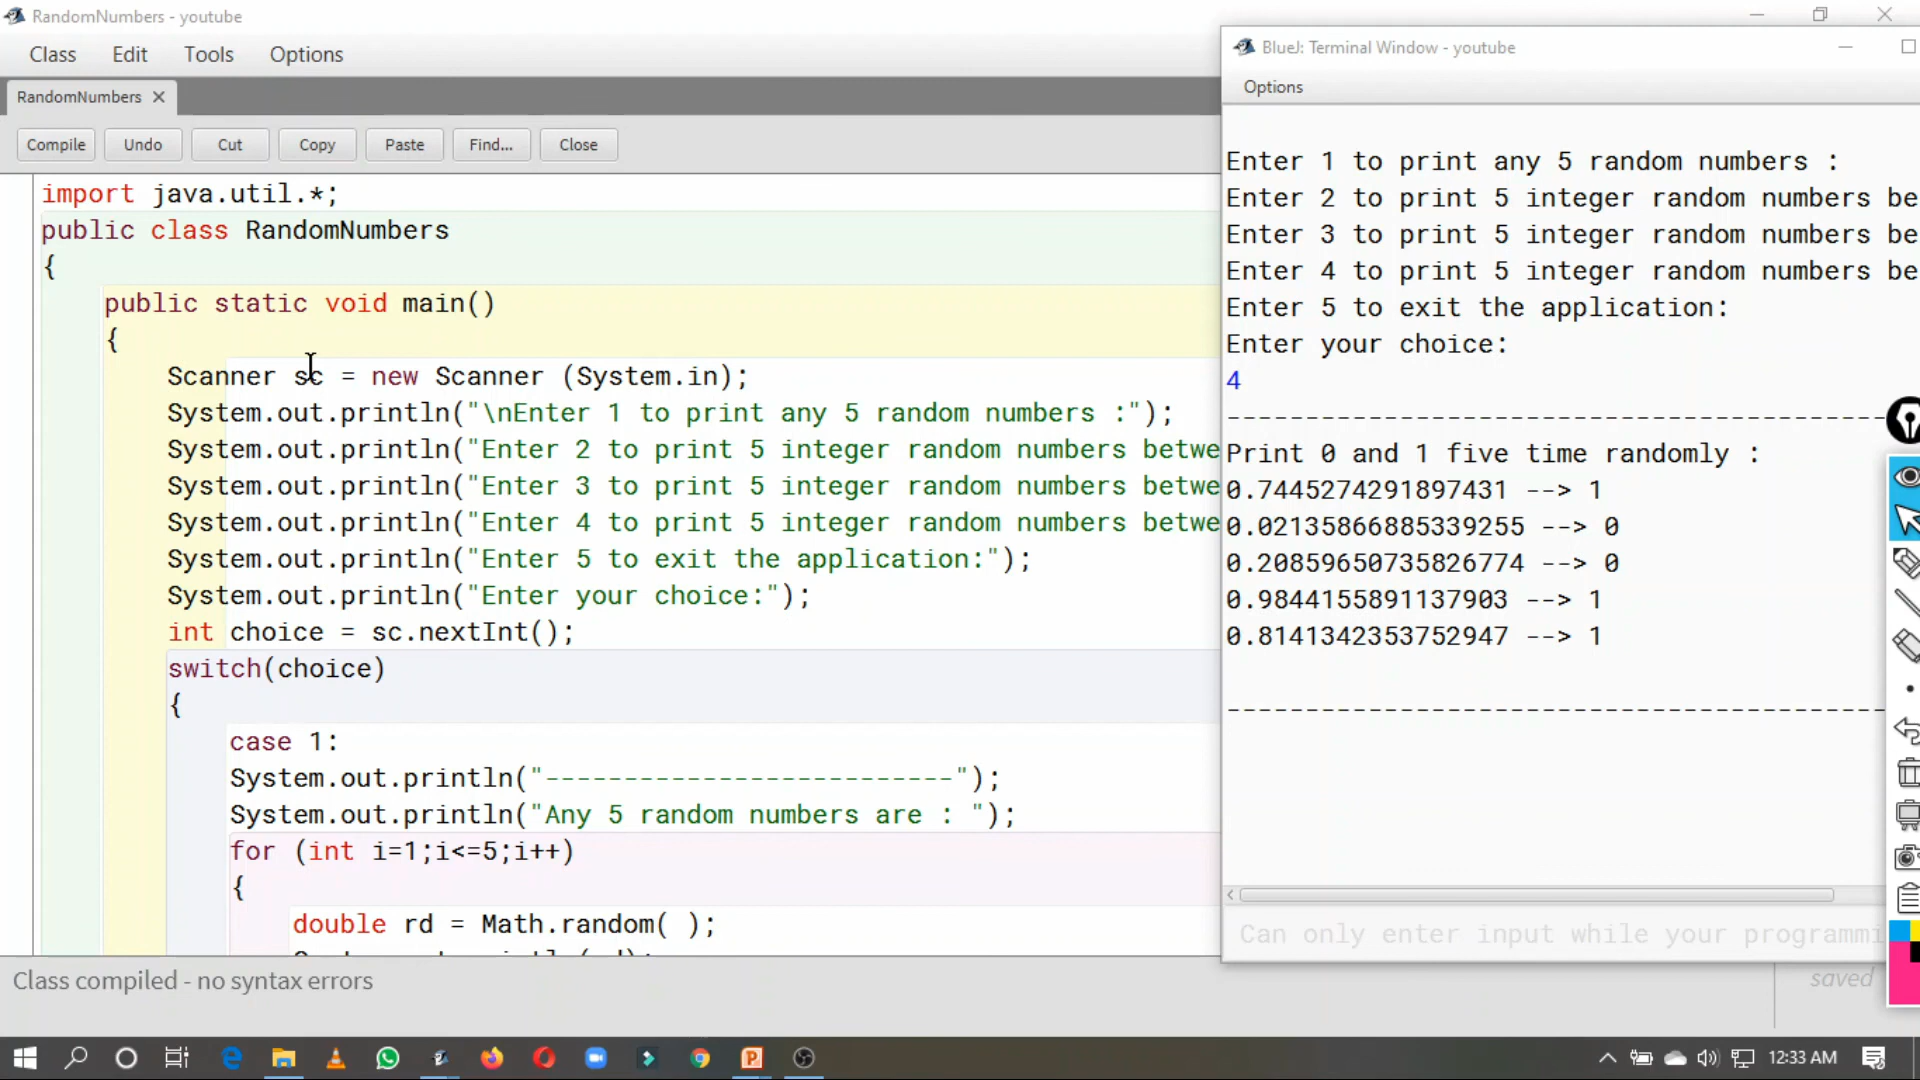 RandomNumbers - youtube
Class Edit Tools Options
RandomNumbers
Compile Undo Cut Copy Paste Find... Close
import java.util.*;
public class RandomNumbers
{
public static void main()
{
Scanner sc = new Scanner (System.in);
System.out.println("\nEnter 1 to print any 5 random numbers :");
System.out.println("Enter 2 to print 5 integer random numbers betwe
System.out.println("Enter 3 to print 5 integer random numbers betwe
System.out.println("Enter 4 to print 5 integer random numbers betwe
System.out.println("Enter 5 to exit the application:");
System.out.println("Enter your choice:");
int choice = sc.nextInt();
switch(choice)
{
case 1:
System.out.println("--------------------------");
System.out.println("Any 5 random numbers are : ");
for (int i=1;i<=5;i++)
{
double rd = Math.random( );
Class compiled - no syntax errors
saved
BlueJ: Terminal Window - youtube
Options
Enter 1 to print any 5 random numbers :
Enter 2 to print 5 integer random numbers be
Enter 3 to print 5 integer random numbers be
Enter 4 to print 5 integer random numbers be
Enter 5 to exit the application:
Enter your choice:
4
------------------------------------------
Print 0 and 1 five time randomly :
0.7445274291897431 --> 1
0.02135866885339255 --> 0
0.20859650735826774 --> 0
0.9844155891137903 --> 1
0.8141342353752947 --> 1
------------------------------------------
Can only enter input while your programmi
12:33 AM